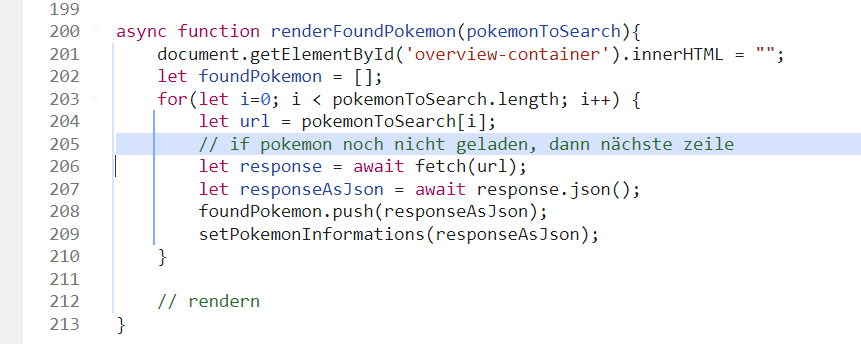 199
200 async function renderFoundPokemon(pokemonToSearch){
201     document.getElementById('overview-container').innerHTML = "";
202     let foundPokemon = [];
203     for(let i=0; i < pokemonToSearch.length; i++) {
204         let url = pokemonToSearch[i];
205         // if pokemon noch nicht geladen, dann nächste zeile
206         let response = await fetch(url);
207         let responseAsJson = await response.json();
208         foundPokemon.push(responseAsJson);
209         setPokemonInformations(responseAsJson);
210     }
211
212     // rendern
213 }